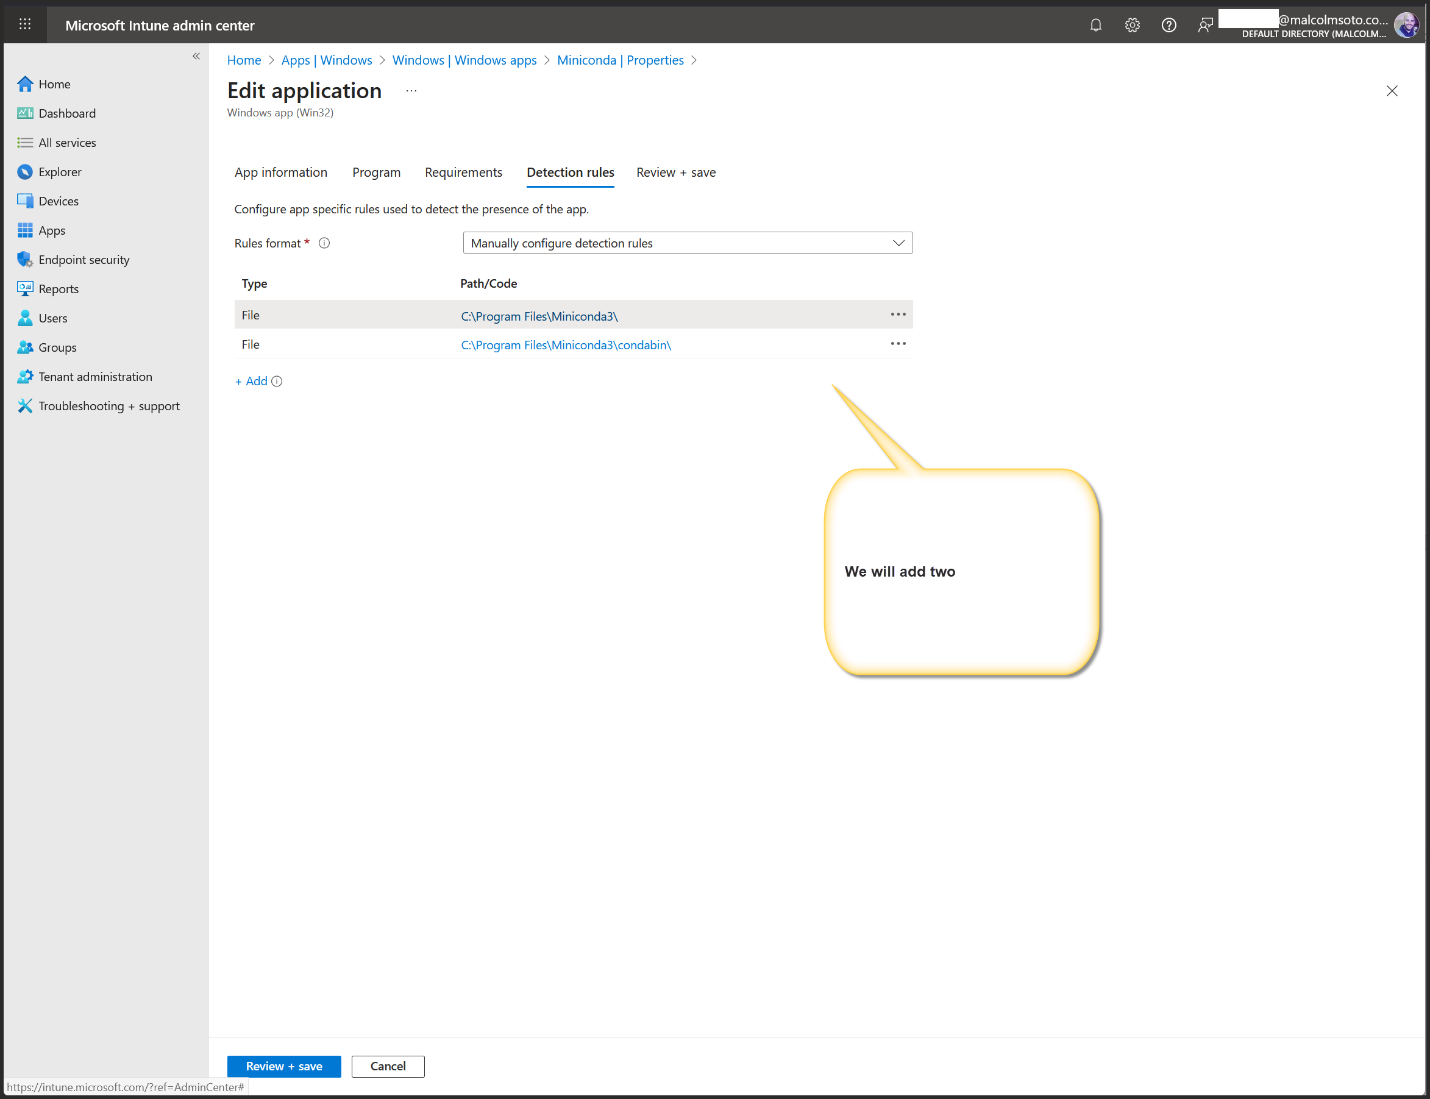 Microsoft Intune admin center
@malcolmsoto.co...
DEFAULT DIRECTORY (MALCOLM...
Home
Dashboard
All services
Explorer
Devices
Apps
Endpoint security
Reports
Users
Groups
Tenant administration
Troubleshooting + support
Home > Apps | Windows > Windows | Windows apps > Miniconda | Properties >
Edit application ...
Windows app (Win32)
App information Program Requirements Detection rules Review + save
Configure app specific rules used to detect the presence of the app.
Rules format * Manually configure detection rules
Type Path/Code
File C:\Program Files\Miniconda3\ ...
File C:\Program Files\Miniconda3\condabin\ ...
+ Add
We will add two
Review + save Cancel
https://intune.microsoft.com/?ref=AdminCenter#